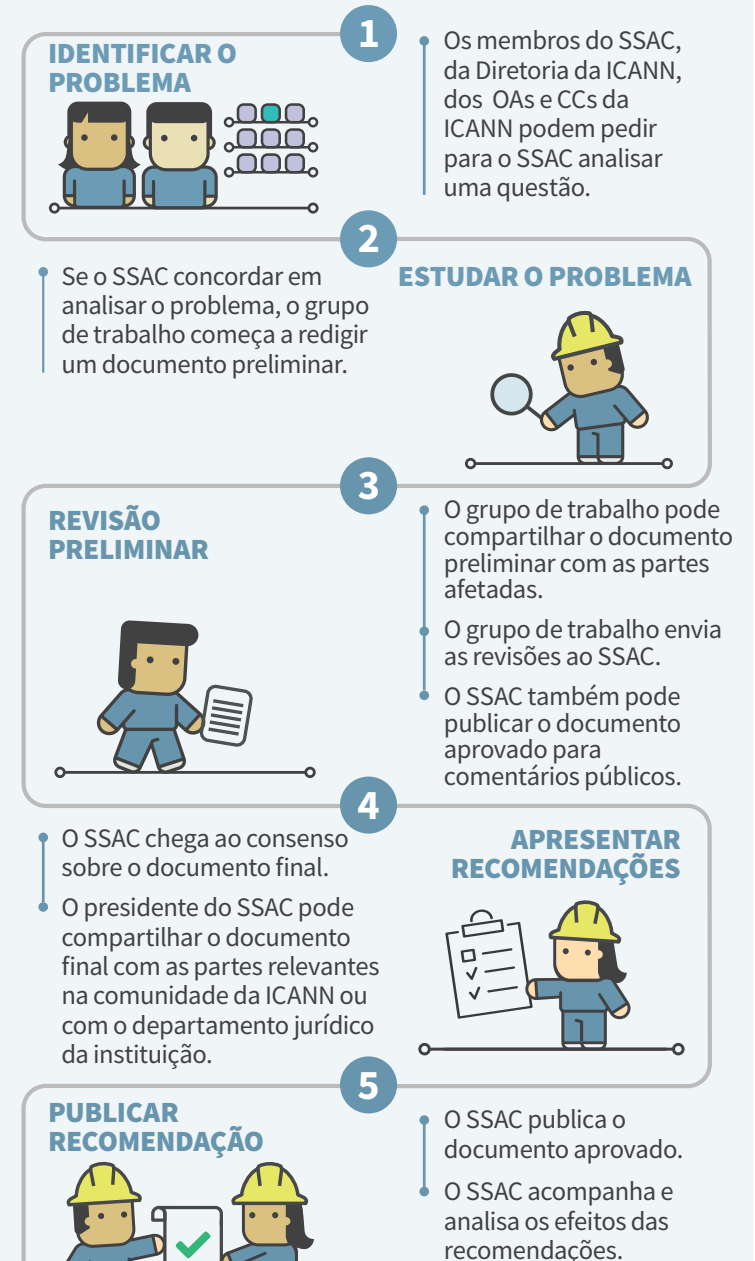 1
IDENTIFICAR O
PROBLEMA
Os membros do SSAC,
da Diretoria da ICANN,
dos OAs e CCs da
ICANN podem pedir
para o SSAC analisar
uma questão.
2
ESTUDAR O PROBLEMA
Se o SSAC concordar em
analisar o problema, o grupo
de trabalho começa a redigir
um documento preliminar.
3
REVISÃO
PRELIMINAR
O grupo de trabalho pode
compartilhar o documento
preliminar com as partes
afetadas.
O grupo de trabalho envia
as revisões ao SSAC.
O SSAC também pode
publicar o documento
aprovado para
comentários públicos.
4
APRESENTAR
RECOMENDAÇÕES
O SSAC chega ao consenso
sobre o documento final.
O presidente do SSAC pode
compartilhar o documento
final com as partes relevantes
na comunidade da ICANN ou
com o departamento jurídico
da instituição.
5
PUBLICAR
RECOMENDAÇÃO
O SSAC publica o
documento aprovado.
O SSAC acompanha e
analisa os efeitos das
recomendações.